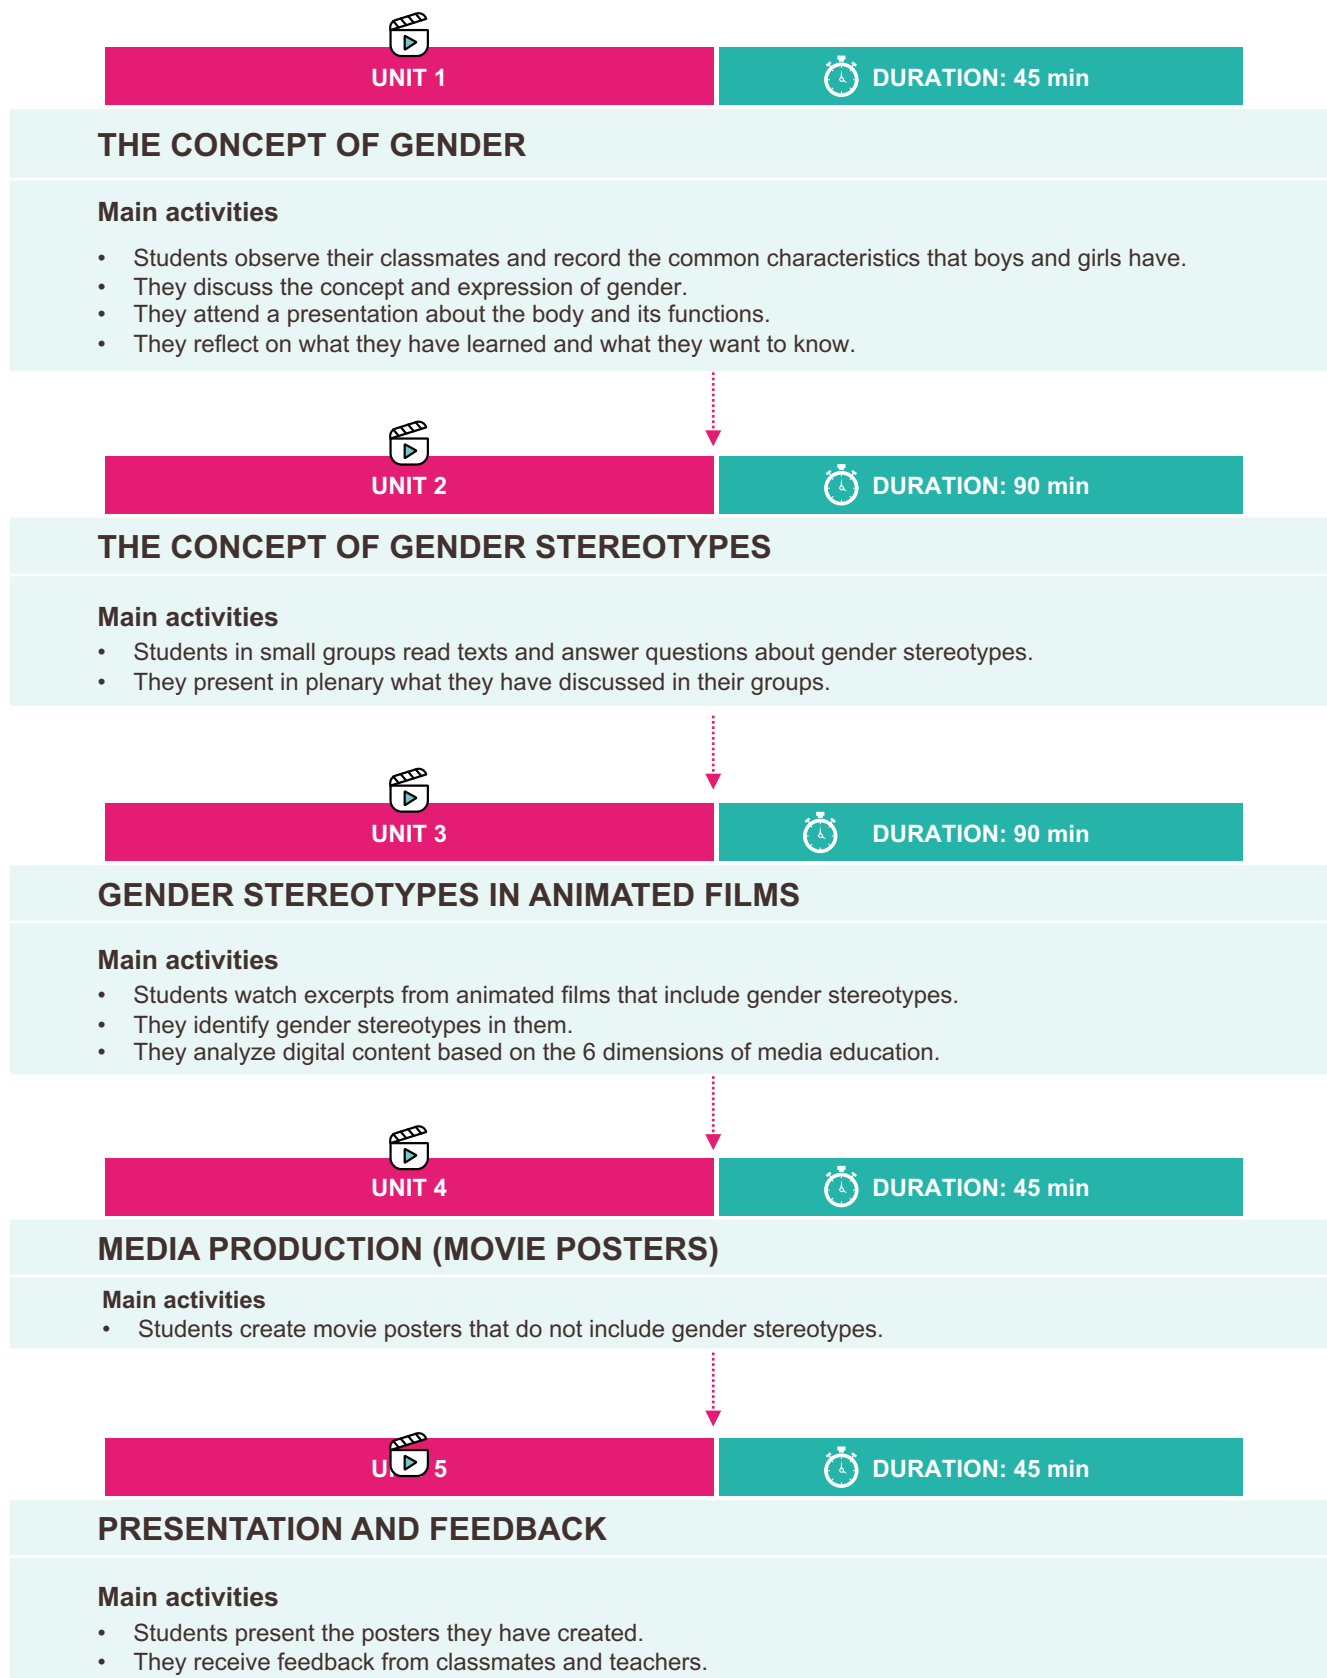 UNIT 1
DURATION: 45 min
THE CONCEPT OF GENDER
Main activities
• Students observe their classmates and record the common characteristics that boys and girls have.
• They discuss the concept and expression of gender.
• They attend a presentation about the body and its functions.
• They reflect on what they have learned and what they want to know.
UNIT 2
DURATION: 90 min
THE CONCEPT OF GENDER STEREOTYPES
Main activities
• Students in small groups read texts and answer questions about gender stereotypes.
• They present in plenary what they have discussed in their groups.
UNIT 3
DURATION: 90 min
GENDER STEREOTYPES IN ANIMATED FILMS
Main activities
• Students watch excerpts from animated films that include gender stereotypes.
• They identify gender stereotypes in them.
• They analyze digital content based on the 6 dimensions of media education.
UNIT 4
DURATION: 45 min
MEDIA PRODUCTION (MOVIE POSTERS)
Main activities
• Students create movie posters that do not include gender stereotypes.
5
DURATION: 45 min
PRESENTATION AND FEEDBACK
Main activities
• Students present the posters they have created.
• They receive feedback from classmates and teachers.